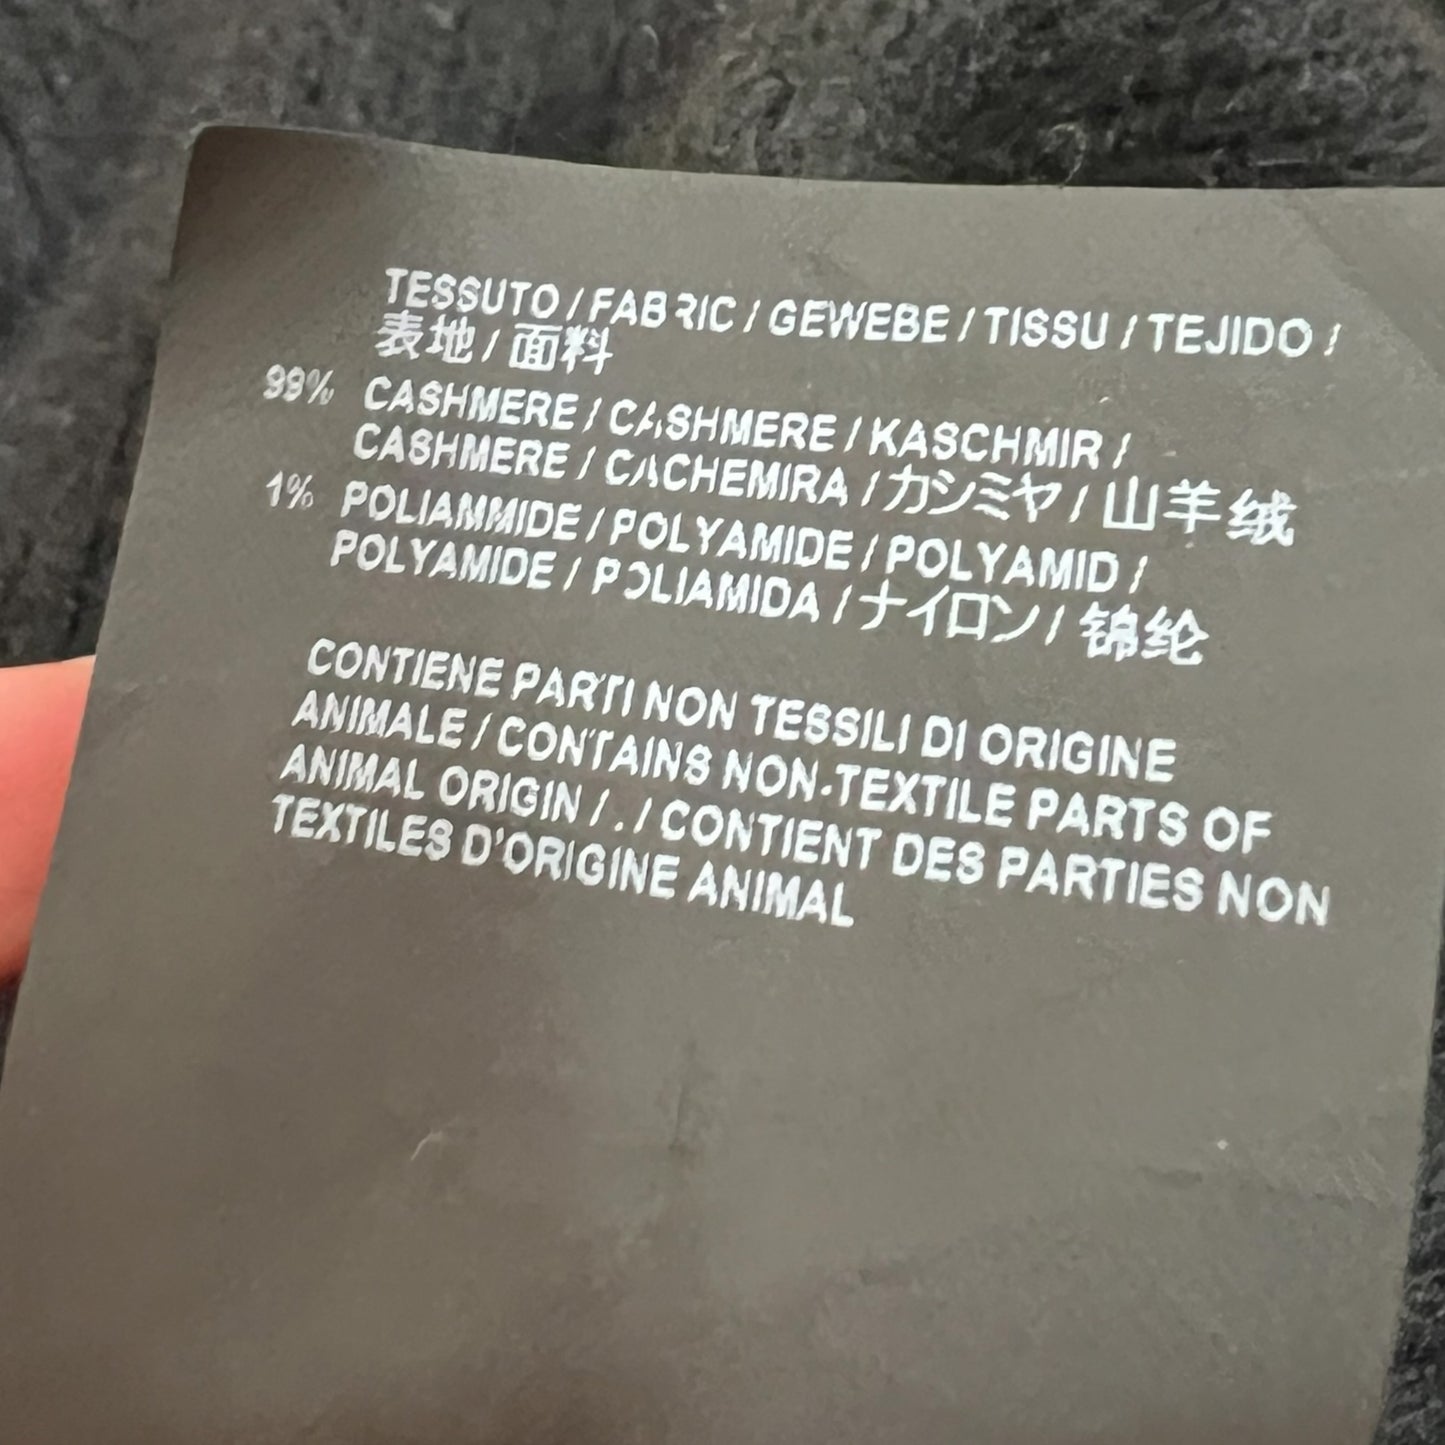 TESSUTO / FABRIC / GEWEBE / TISSU / TEJIDO /
表地 / 面料
99% CASHMERE / CASHMERE / KASCHMIR /
CASHMERE / CACHEMIRA / カシミヤ / 山羊绒
1% POLIAMMIDE / POLYAMIDE / POLYAMID /
POLYAMIDE / POLIAMIDA / ナイロン / 锦纶
CONTIENE PARTI NON TESSILI DI ORIGINE
ANIMALE / CONTAINS NON-TEXTILE PARTS OF
ANIMAL ORIGIN / . / CONTIENT DES PARTIES NON
TEXTILES D'ORIGINE ANIMAL